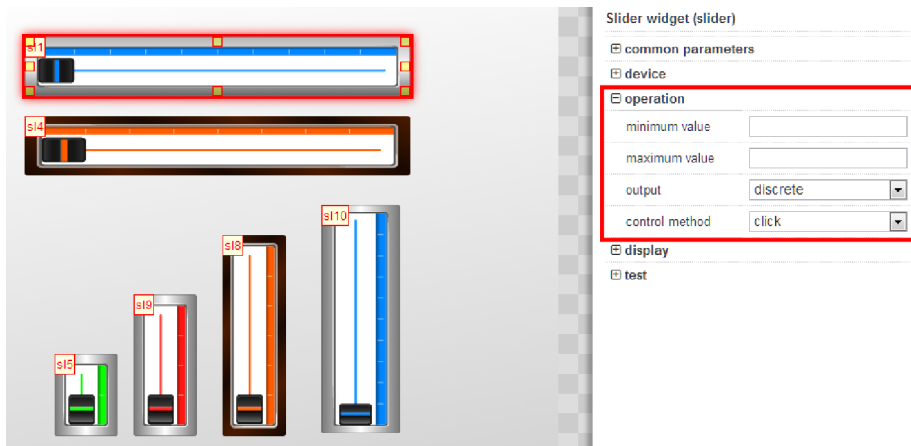 sl1
sl4
sl10
sl8
sl9
sl5
Slider widget (slider)
common parameters
device
operation
minimum value
maximum value
output discrete
control method click
display
test